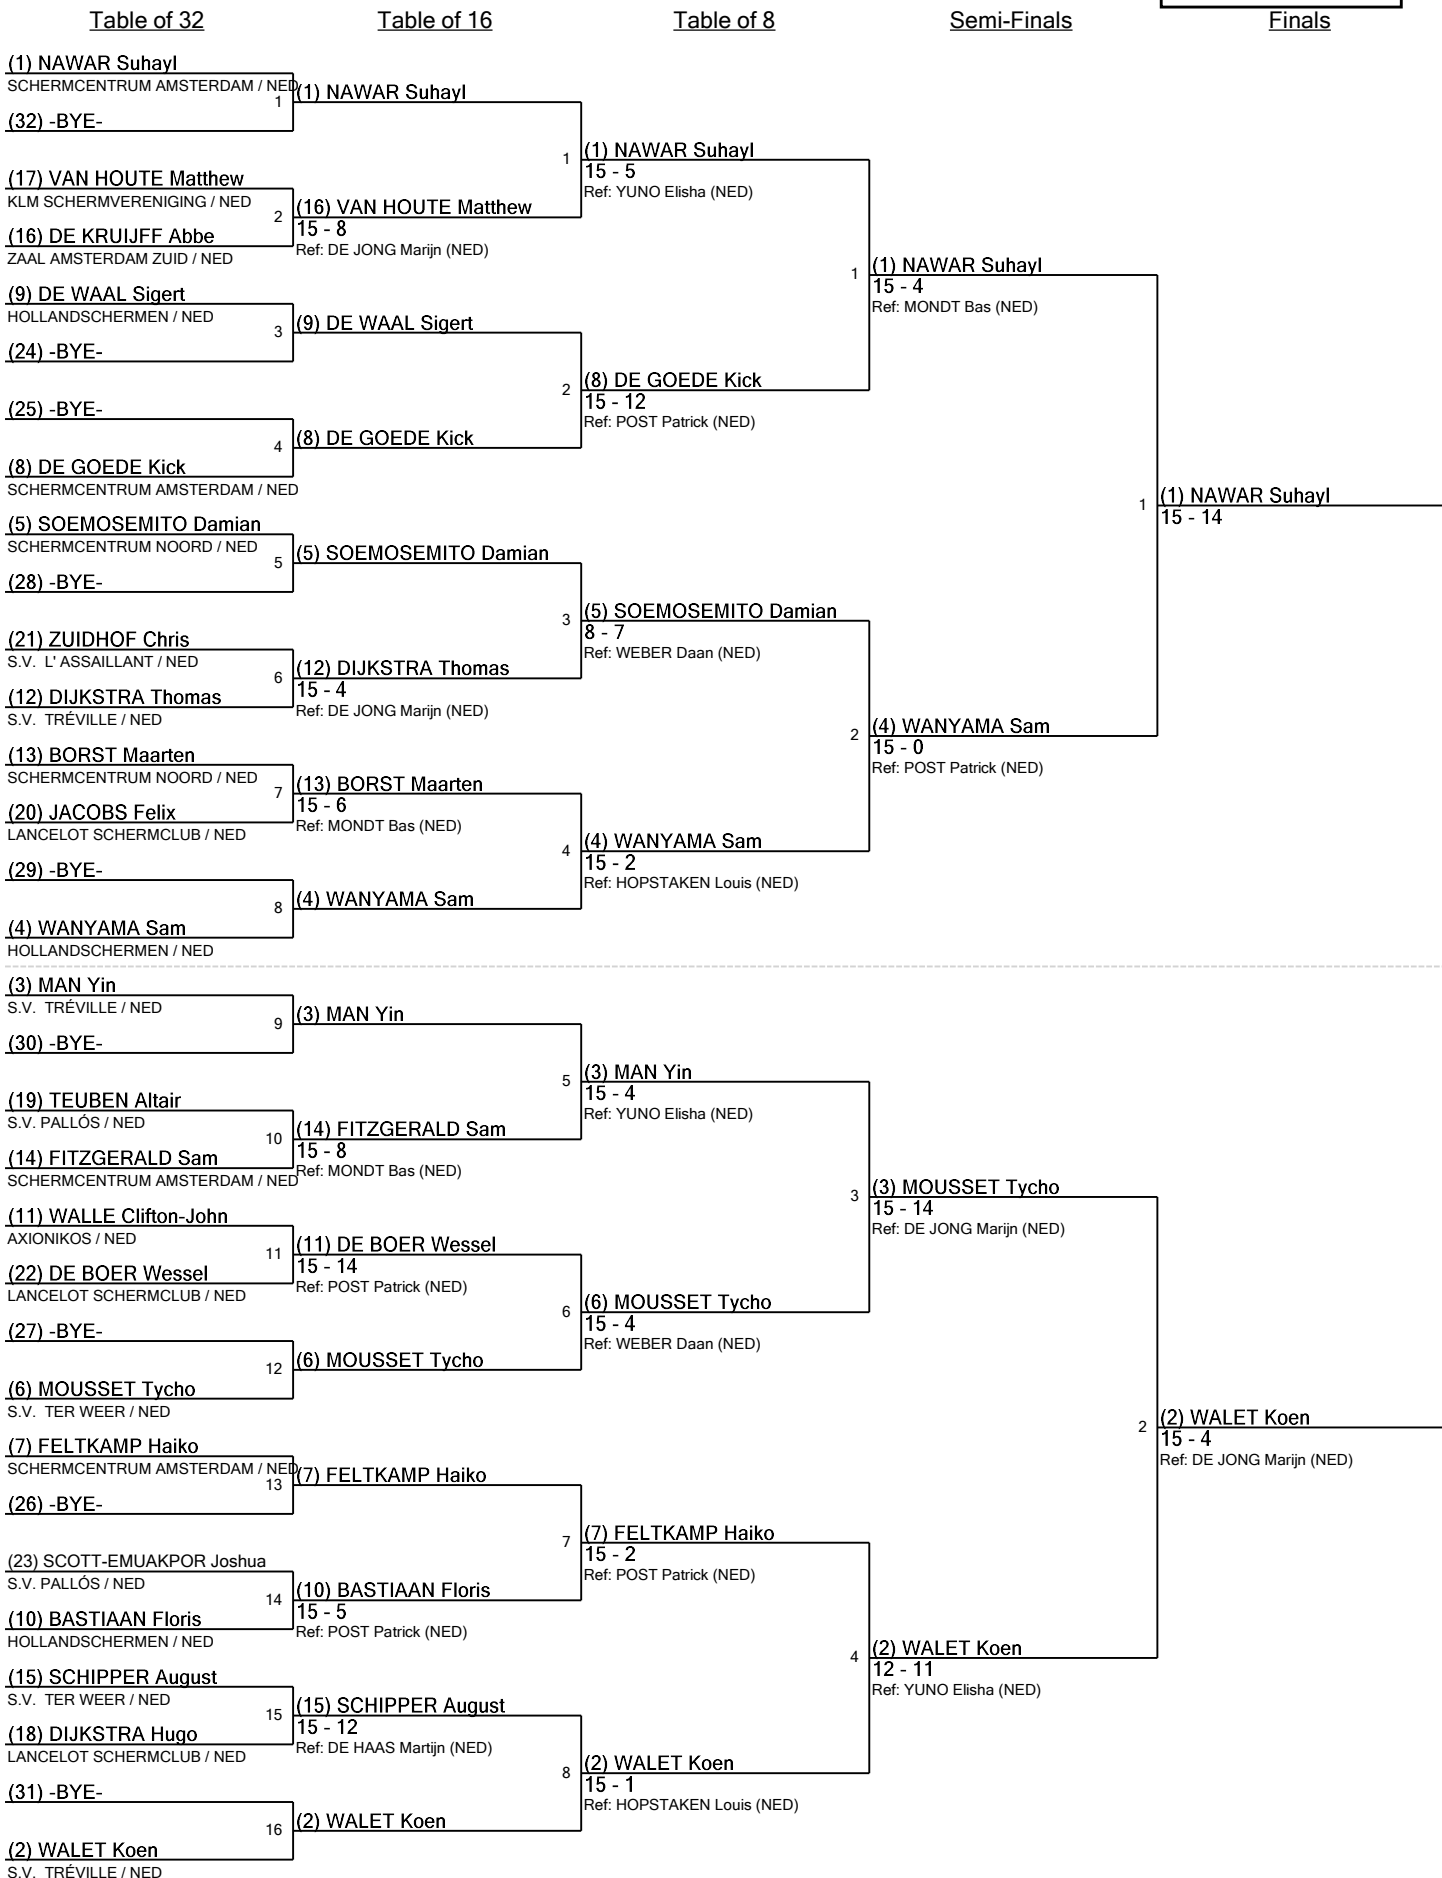 Table of 32
Table of 16
Table of 8
Semi-Finals
Finals
(1) NAWAR Suhayl
SCHERMCENTRUM AMSTERDAM / NED
1
(32) -BYE-
(17) VAN HOUTE Matthew
KLM SCHERMVERENIGING / NED
2
(16) DE KRUIJFF Abbe
ZAAL AMSTERDAM ZUID / NED
(9) DE WAAL Sigert
HOLLANDSCHERMEN / NED
3
(24) -BYE-
(25) -BYE-
4
(8) DE GOEDE Kick
SCHERMCENTRUM AMSTERDAM / NED
(5) SOEMOSEMITO Damian
SCHERMCENTRUM NOORD / NED
5
(28) -BYE-
(21) ZUIDHOF Chris
S.V. L' ASSAILLANT / NED
6
(12) DIJKSTRA Thomas
S.V. TRÉVILLE / NED
(13) BORST Maarten
SCHERMCENTRUM NOORD / NED
7
(20) JACOBS Felix
LANCELOT SCHERMCLUB / NED
(29) -BYE-
8
(4) WANYAMA Sam
HOLLANDSCHERMEN / NED
(3) MAN Yin
S.V. TRÉVILLE / NED
9
(30) -BYE-
(19) TEUBEN Altair
S.V. PALLÓS / NED
10
(14) FITZGERALD Sam
SCHERMCENTRUM AMSTERDAM / NED
(11) WALLE Clifton-John
AXIONIKOS / NED
11
(22) DE BOER Wessel
LANCELOT SCHERMCLUB / NED
(27) -BYE-
12
(6) MOUSSET Tycho
S.V. TER WEER / NED
(7) FELTKAMP Haiko
SCHERMCENTRUM AMSTERDAM / NED
13
(26) -BYE-
(23) SCOTT-EMUAKPOR Joshua
S.V. PALLÓS / NED
14
(10) BASTIAAN Floris
HOLLANDSCHERMEN / NED
(15) SCHIPPER August
S.V. TER WEER / NED
15
(18) DIJKSTRA Hugo
LANCELOT SCHERMCLUB / NED
(31) -BYE-
16
(2) WALET Koen
S.V. TRÉVILLE / NED
(1) NAWAR Suhayl
1
(16) VAN HOUTE Matthew
15 - 8
Ref: DE JONG Marijn (NED)
(9) DE WAAL Sigert
2
(8) DE GOEDE Kick
(5) SOEMOSEMITO Damian
3
(12) DIJKSTRA Thomas
15 - 4
Ref: DE JONG Marijn (NED)
(13) BORST Maarten
15 - 6
Ref: MONDT Bas (NED)
4
(4) WANYAMA Sam
(3) MAN Yin
5
(14) FITZGERALD Sam
15 - 8
Ref: MONDT Bas (NED)
(11) DE BOER Wessel
15 - 14
Ref: POST Patrick (NED)
6
(6) MOUSSET Tycho
(7) FELTKAMP Haiko
7
(10) BASTIAAN Floris
15 - 5
Ref: POST Patrick (NED)
(15) SCHIPPER August
15 - 12
Ref: DE HAAS Martijn (NED)
8
(2) WALET Koen
(1) NAWAR Suhayl
15 - 5
Ref: YUNO Elisha (NED)
1
(8) DE GOEDE Kick
15 - 12
Ref: POST Patrick (NED)
(5) SOEMOSEMITO Damian
8 - 7
Ref: WEBER Daan (NED)
2
(4) WANYAMA Sam
15 - 2
Ref: HOPSTAKEN Louis (NED)
(3) MAN Yin
15 - 4
Ref: YUNO Elisha (NED)
3
(6) MOUSSET Tycho
15 - 4
Ref: WEBER Daan (NED)
(7) FELTKAMP Haiko
15 - 2
Ref: POST Patrick (NED)
4
(2) WALET Koen
15 - 1
Ref: HOPSTAKEN Louis (NED)
(1) NAWAR Suhayl
15 - 4
Ref: MONDT Bas (NED)
1
(4) WANYAMA Sam
15 - 0
Ref: POST Patrick (NED)
(3) MOUSSET Tycho
15 - 14
Ref: DE JONG Marijn (NED)
2
(2) WALET Koen
12 - 11
Ref: YUNO Elisha (NED)
(1) NAWAR Suhayl
15 - 14
(2) WALET Koen
15 - 4
Ref: DE JONG Marijn (NED)